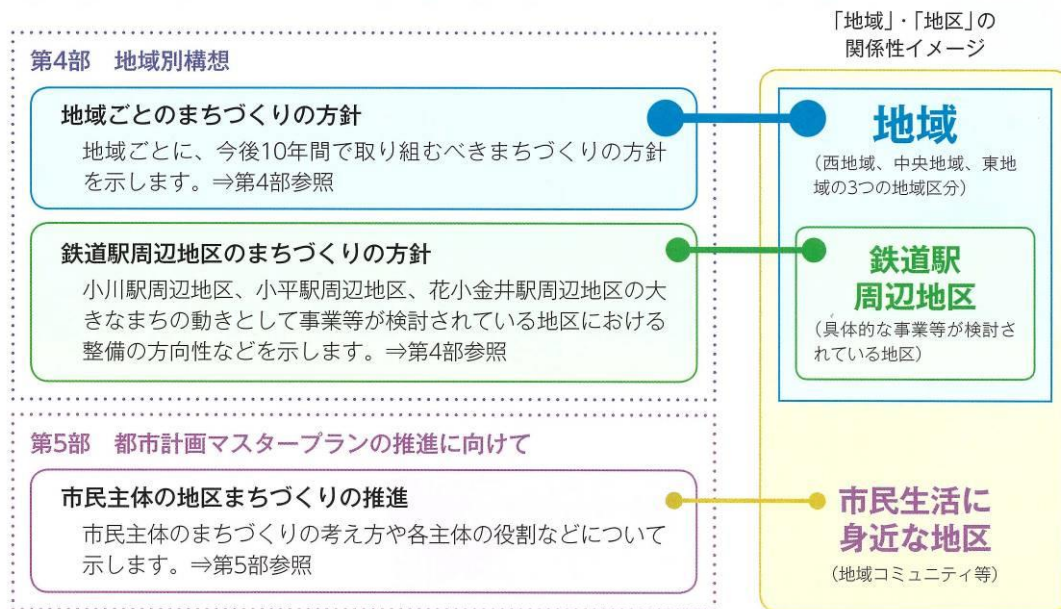 第4部 地域別構想
地域ごとのまちづくりの方針
地域ごとに、今後10年間で取り組むべきまちづくりの方針
を示します。⇒第4部参照
鉄道駅周辺地区のまちづくりの方針
小川駅周辺地区、小平駅周辺地区、花小金井駅周辺地区の大
きなまちの動きとして事業等が検討されている地区における
整備の方向性などを示します。⇒第4部参照
第5部 都市計画マスタープランの推進に向けて
市民主体の地区まちづくりの推進
市民主体のまちづくりの考え方や各主体の役割などについて
示します。⇒第5部参照
「地域」・「地区」の
関係性イメージ
地域
(西地域、中央地域、東地
域の3つの地域区分)
鉄道駅
周辺地区
(具体的な事業等が検討さ
れている地区)
市民生活に
身近な地区
(地域コミュニティ等)